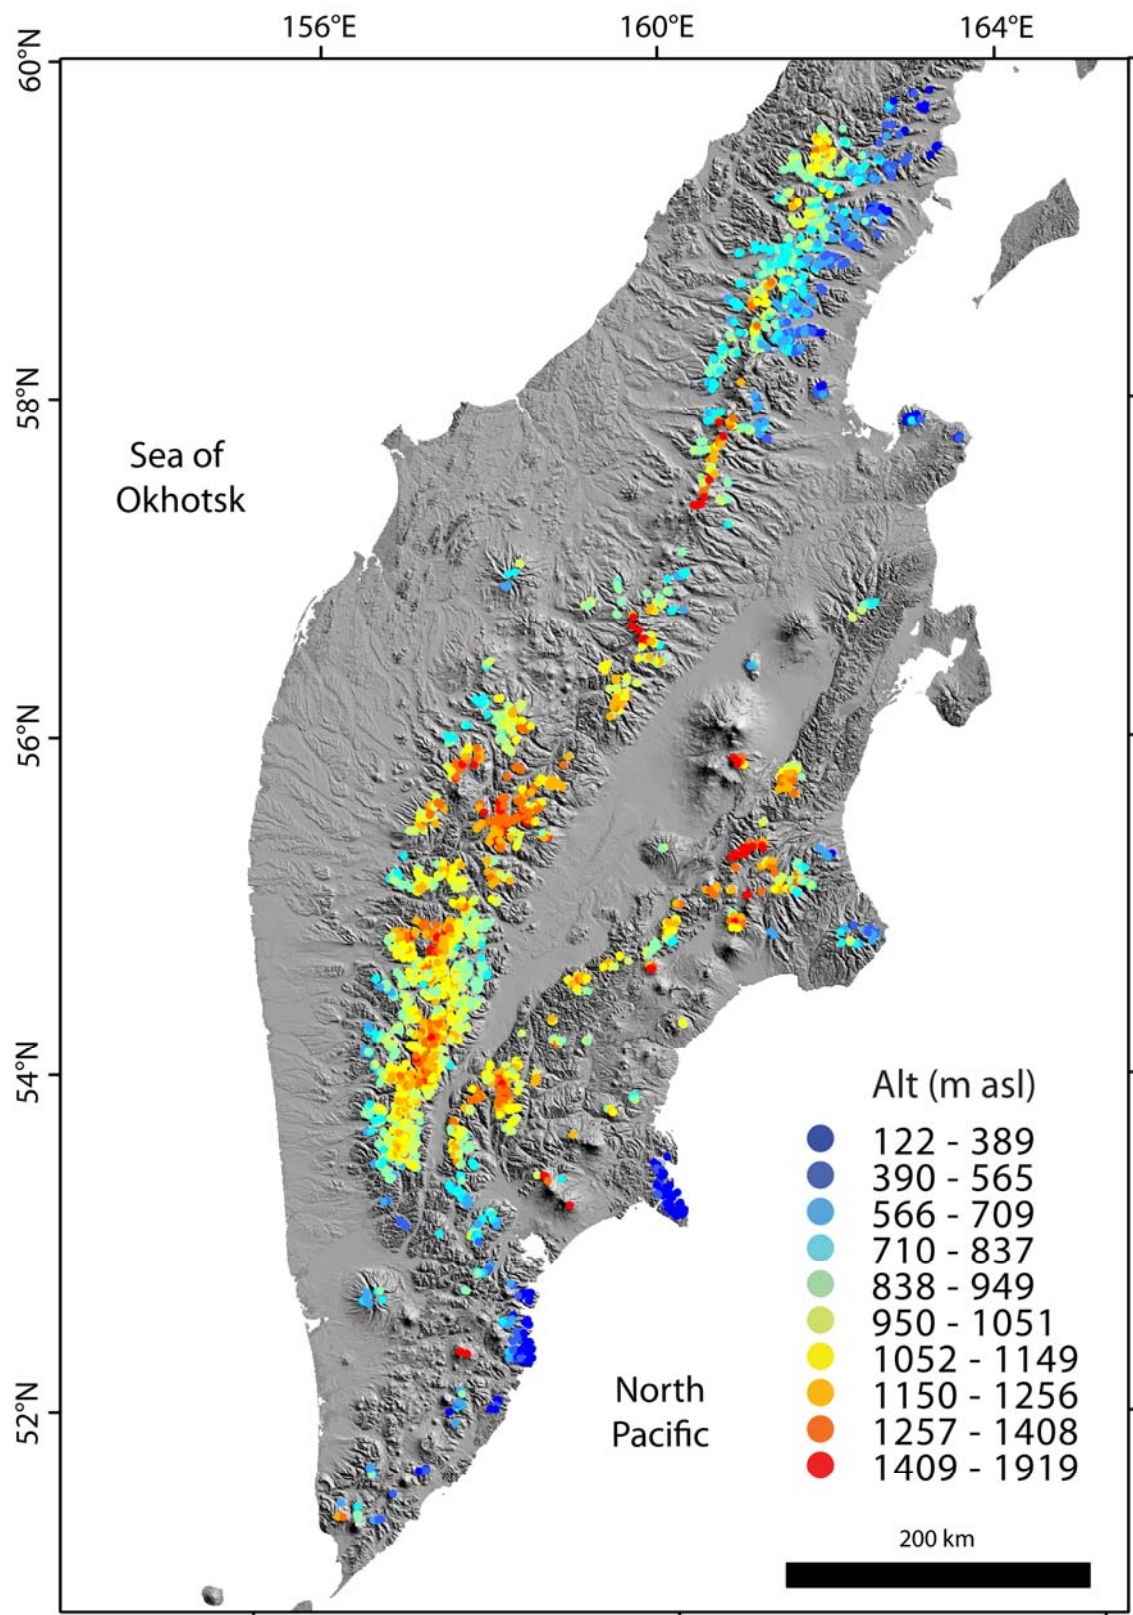 156°E 160°E 164°E
60°N
58°N
Sea of
Okhotsk
56°N
54°N
Alt (m asl)
122 - 389
390 - 565
566 - 709
710 - 837
838 - 949
950 - 1051
1052 - 1149
1150 - 1256
1257 - 1408
1409 - 1919
North
Pacific
52°N
200 km